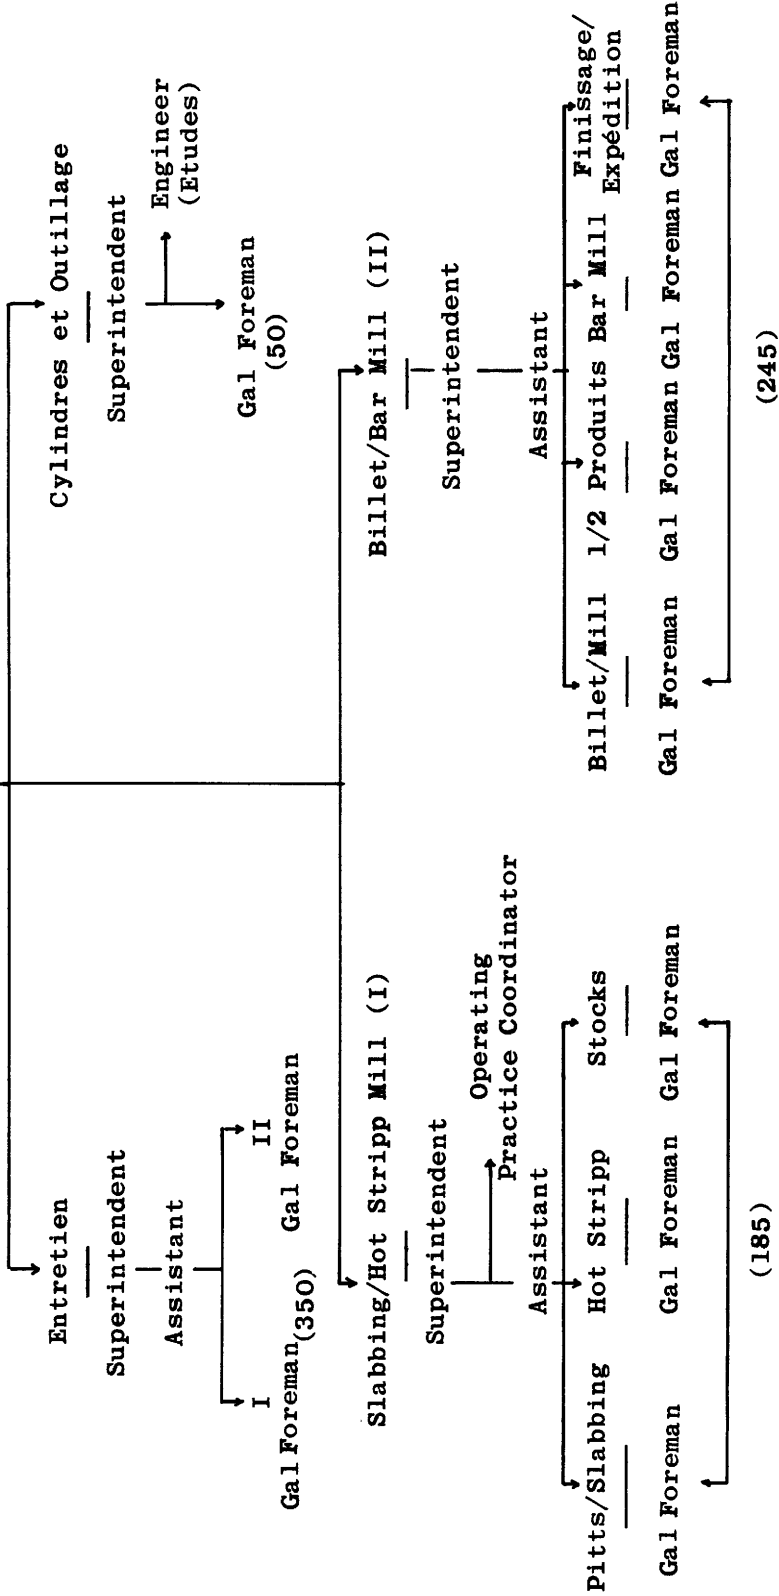 Entretien
Superintendent
Assistant
I
II
Gal Foreman
Gal Foreman
(350)
Cylindres et Outillage
Superintendent
Engineer
(Etudes)
Gal Foreman
(50)
Slabbing/Hot Stripp Mill (I)
Superintendent
Operating
Practice Coordinator
Assistant
Pitts/Slabbing
Hot Stripp
Stocks
Gal Foreman
Gal Foreman
Gal Foreman
(185)
Billet/Bar Mill (II)
Superintendent
Assistant
Billet/Mill
1/2 Produits
Bar Mill
Finissage/
Expédition
Gal Foreman
Gal Foreman
Gal Foreman
Gal Foreman
(245)